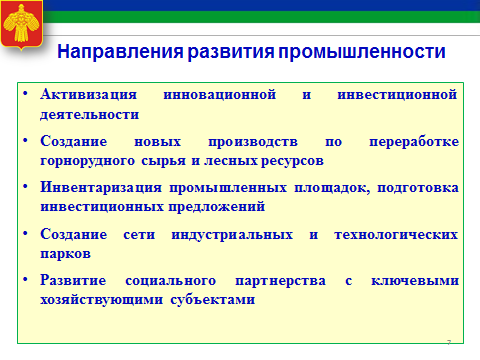 Направления развития промышленности
• Активизация инновационной и инвестиционной
деятельности
• Создание новых производств по переработке
горнорудного сырья и лесных ресурсов
• Инвентаризация промышленных площадок, подготовка
инвестиционных предложений
• Создание сети индустриальных и технологических
парков
• Развитие социального партнерства с ключевыми
хозяйствующими субъектами
7